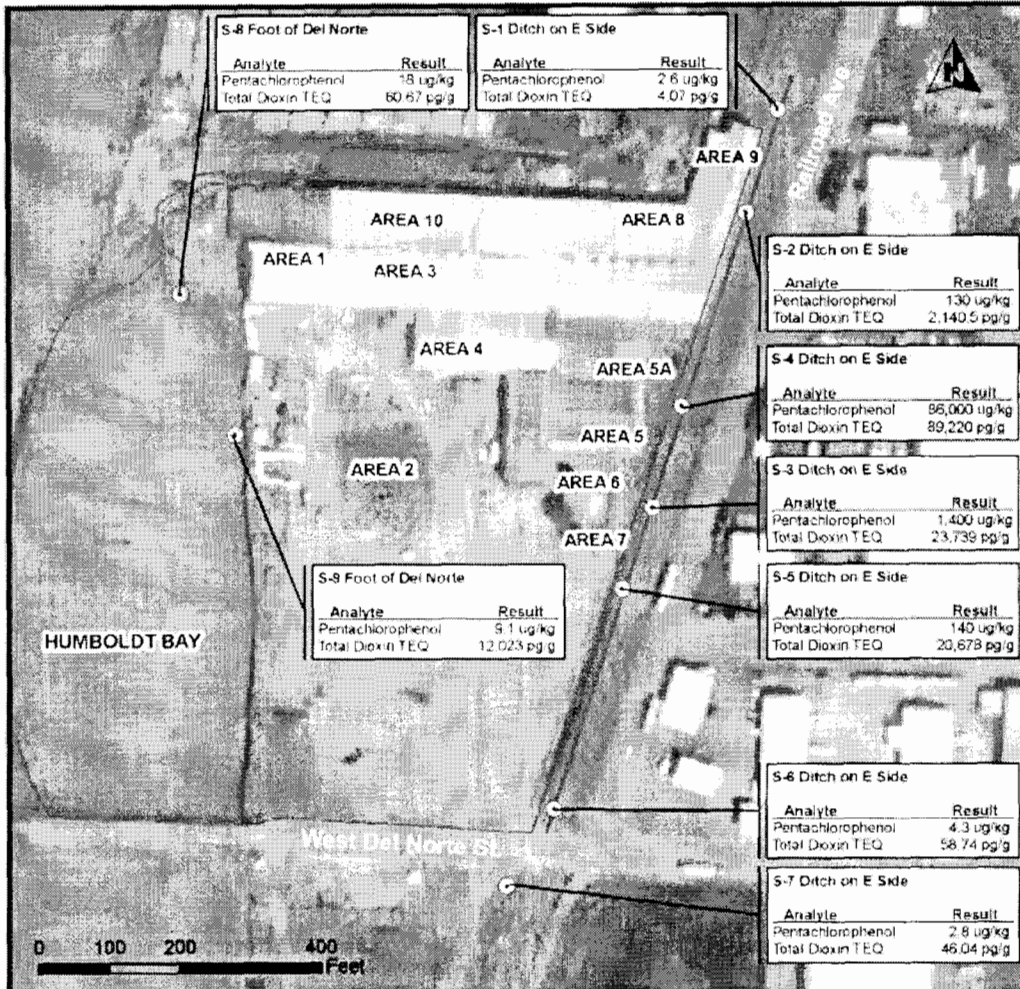 S-8 Foot of Del Norte
Analyte Result
Pentachlorophenol 18 ug/kg
Total Dioxin TEQ 60.67 pg/g
S-1 Ditch on E Side
Analyte Result
Pentachlorophenol 2.6 ug/kg
Total Dioxin TEQ 4.07 pg/g
N
Railroad Ave
AREA 9
AREA 10
AREA 8
AREA 1
AREA 3
S-2 Ditch on E Side
Analyte Result
Pentachlorophenol 130 ug/kg
Total Dioxin TEQ 2,140.5 pg/g
AREA 4
AREA 5A
S-4 Ditch on E Side
Analyte Result
Pentachlorophenol 86,000 ug/kg
Total Dioxin TEQ 89,220 pg/g
AREA 5
AREA 2
AREA 6
AREA 7
S-3 Ditch on E Side
Analyte Result
Pentachlorophenol 1,400 ug/kg
Total Dioxin TEQ 23,739 pg/g
S-9 Foot of Del Norte
Analyte Result
Pentachlorophenol 9.1 ug/kg
Total Dioxin TEQ 12.023 pg/g
S-5 Ditch on E Side
Analyte Result
Pentachlorophenol 140 ug/kg
Total Dioxin TEQ 20,678 pg/g
HUMBOLDT BAY
S-6 Ditch on E Side
Analyte Result
Pentachlorophenol 4.3 ug/kg
Total Dioxin TEQ 58.74 pg/g
West Del Norte St.
S-7 Ditch on E Side
Analyte Result
Pentachlorophenol 2.8 ug/kg
Total Dioxin TEQ 46.04 pg/g
0 100 200 400
Feet